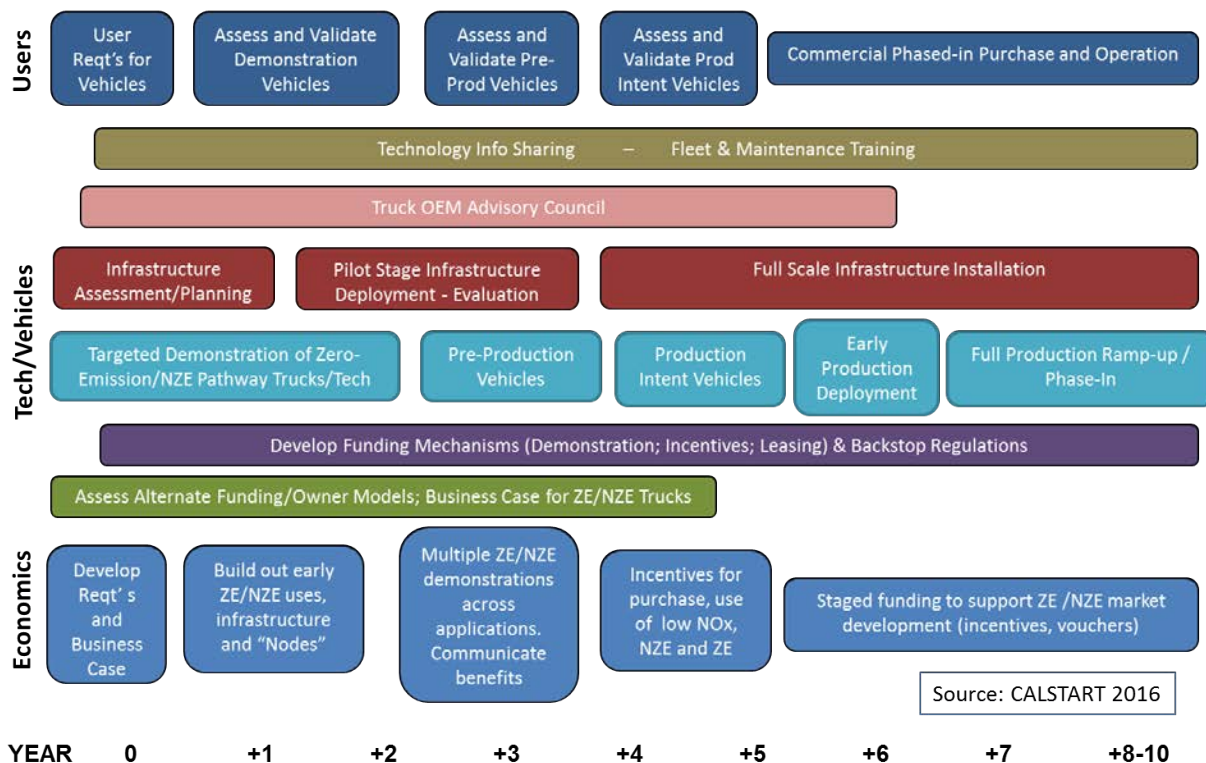 Users
User
Reqt's for
Vehicles
Assess and Validate
Demonstration
Vehicles
Assess and
Validate Pre-
Prod Vehicles
Assess and
Validate Prod
Intent Vehicles
Commercial Phased-in Purchase and Operation
Technology Info Sharing – Fleet & Maintenance Training
Truck OEM Advisory Council
Tech/Vehicles
Infrastructure
Assessment/Planning
Pilot Stage Infrastructure
Deployment - Evaluation
Full Scale Infrastructure Installation
Targeted Demonstration of Zero-
Emission/NZE Pathway Trucks/Tech
Pre-Production
Vehicles
Production
Intent Vehicles
Early
Production
Deployment
Full Production Ramp-up /
Phase-In
Develop Funding Mechanisms (Demonstration; Incentives; Leasing) & Backstop Regulations
Assess Alternate Funding/Owner Models; Business Case for ZE/NZE Trucks
Economics
Develop
Reqt' s
and
Business
Case
Build out early
ZE/NZE uses,
infrastructure
and "Nodes"
Multiple ZE/NZE
demonstrations
across
applications.
Communicate
benefits
Incentives for
purchase, use
of low NOx,
NZE and ZE
Staged funding to support ZE /NZE market
development (incentives, vouchers)
Source: CALSTART 2016
YEAR 0 +1 +2 +3 +4 +5 +6 +7 +8-10